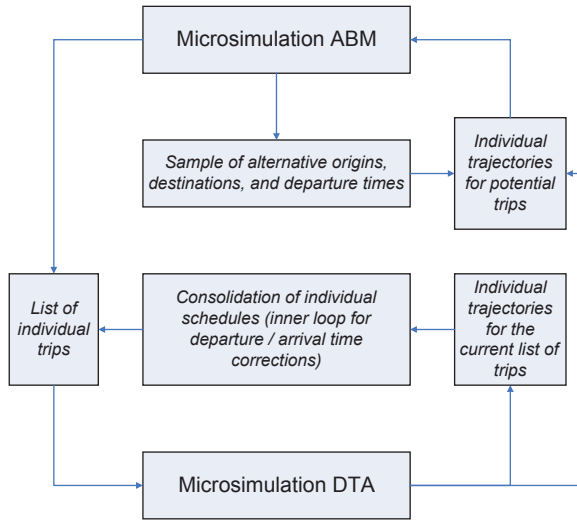 Microsimulation ABM
Sample of alternative origins,
destinations, and departure times
Individual
trajectories
for potential
trips
List of
individual
trips
Consolidation of individual
schedules (inner loop for
departure / arrival time
corrections)
Individual
trajectories
for the
current list of
trips
Microsimulation DTA